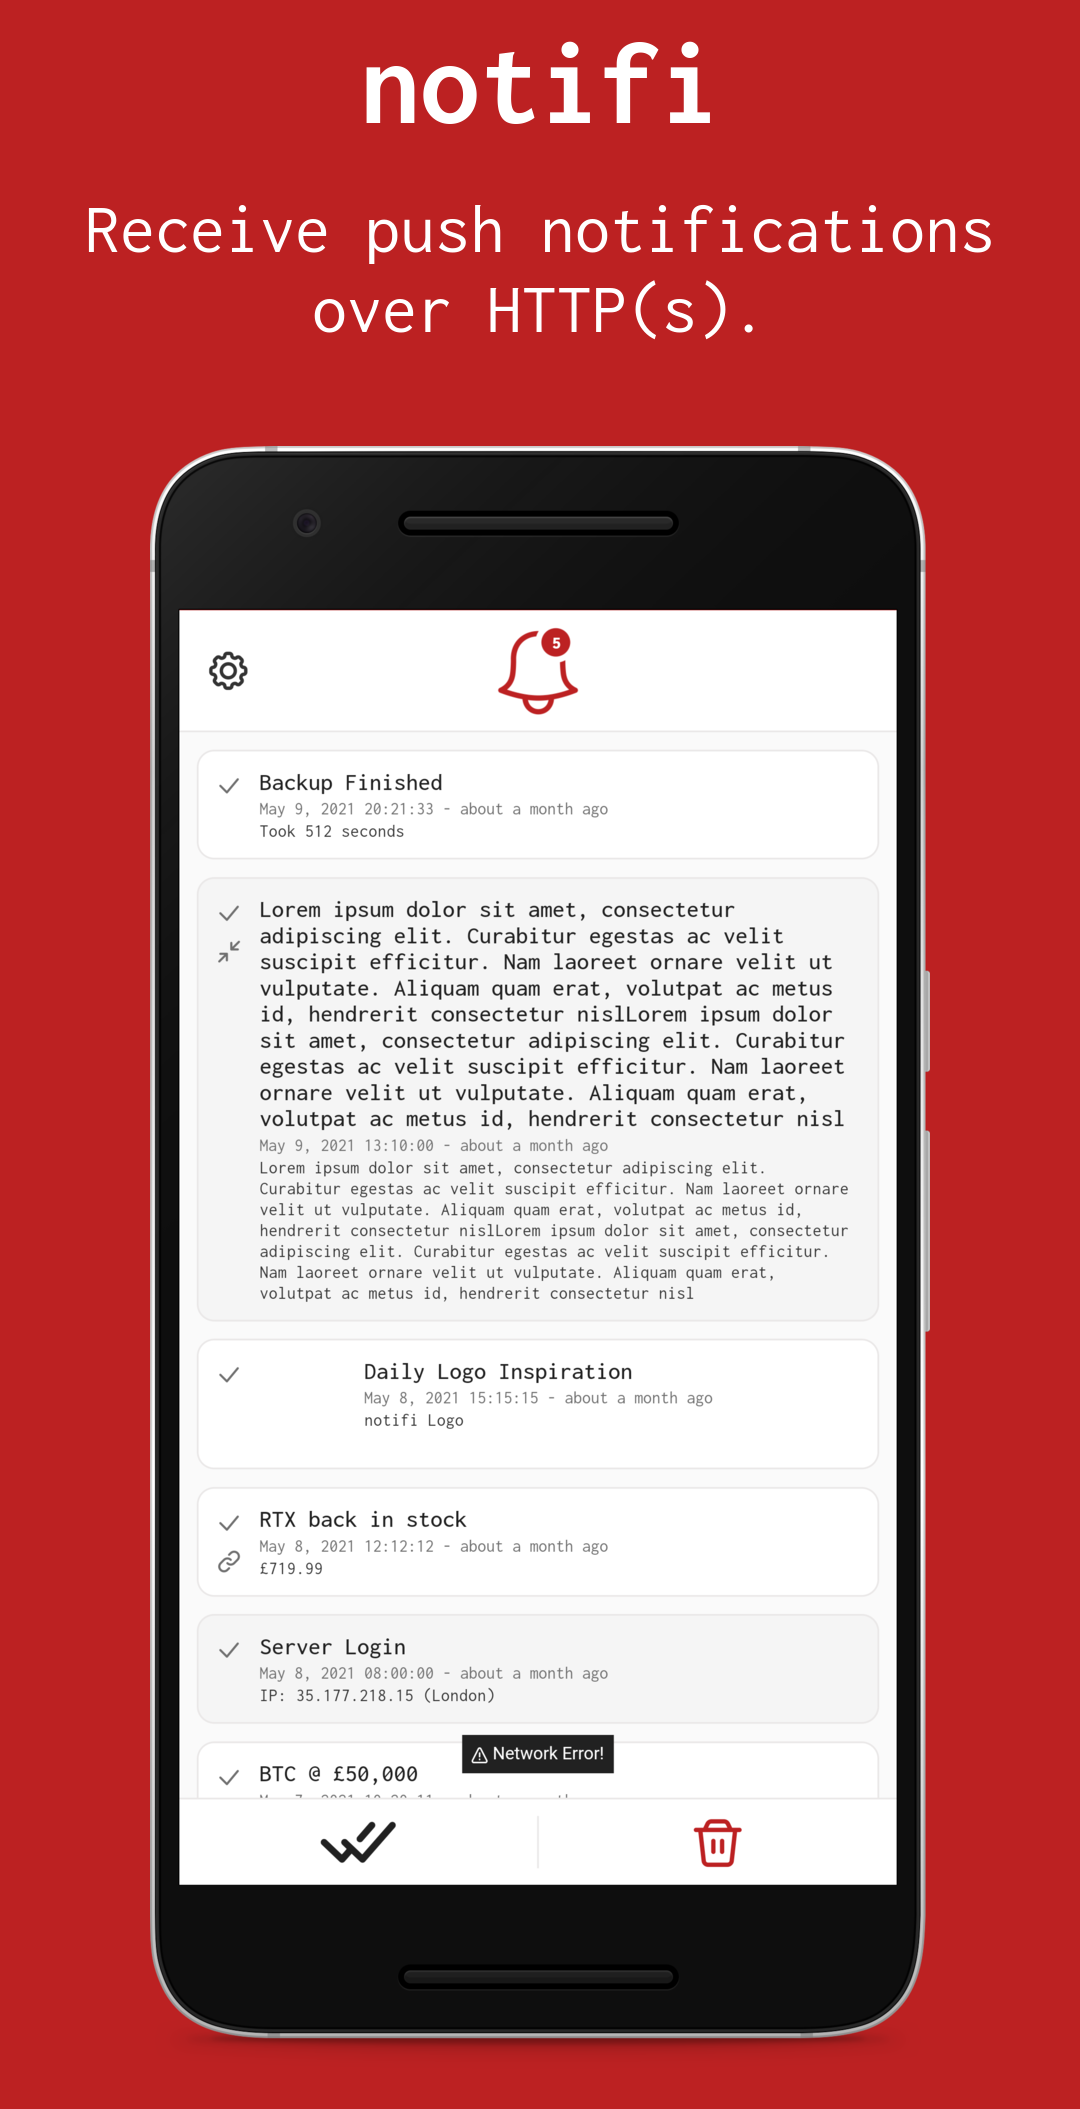 notifi
Receive push notifications
over HTTP(s).
5
Backup Finished
May 9, 2021 20:21:33 - about a month ago
Took 512 seconds
Lorem ipsum dolor sit amet, consectetur
adipiscing elit. Curabitur egestas ac velit
suscipit efficitur. Nam laoreet ornare velit ut
vulputate. Aliquam quam erat, volutpat ac metus
id, hendrerit consectetur nislLorem ipsum dolor
sit amet, consectetur adipiscing elit. Curabitur
egestas ac velit suscipit efficitur. Nam laoreet
ornare velit ut vulputate. Aliquam quam erat,
volutpat ac metus id, hendrerit consectetur nisl
May 9, 2021 13:10:00 - about a month ago
Lorem ipsum dolor sit amet, consectetur adipiscing elit.
Curabitur egestas ac velit suscipit efficitur. Nam laoreet ornare
velit ut vulputate. Aliquam quam erat, volutpat ac metus id,
hendrerit consectetur nislLorem ipsum dolor sit amet, consectetur
adipiscing elit. Curabitur egestas ac velit suscipit efficitur.
Nam laoreet ornare velit ut vulputate. Aliquam quam erat,
volutpat ac metus id, hendrerit consectetur nisl
Daily Logo Inspiration
May 8, 2021 15:15:15 - about a month ago
notifi Logo
RTX back in stock
May 8, 2021 12:12:12 - about a month ago
£719.99
Server Login
May 8, 2021 08:00:00 - about a month ago
IP: 35.177.218.15 (London)
Network Error!
BTC @ £50,000